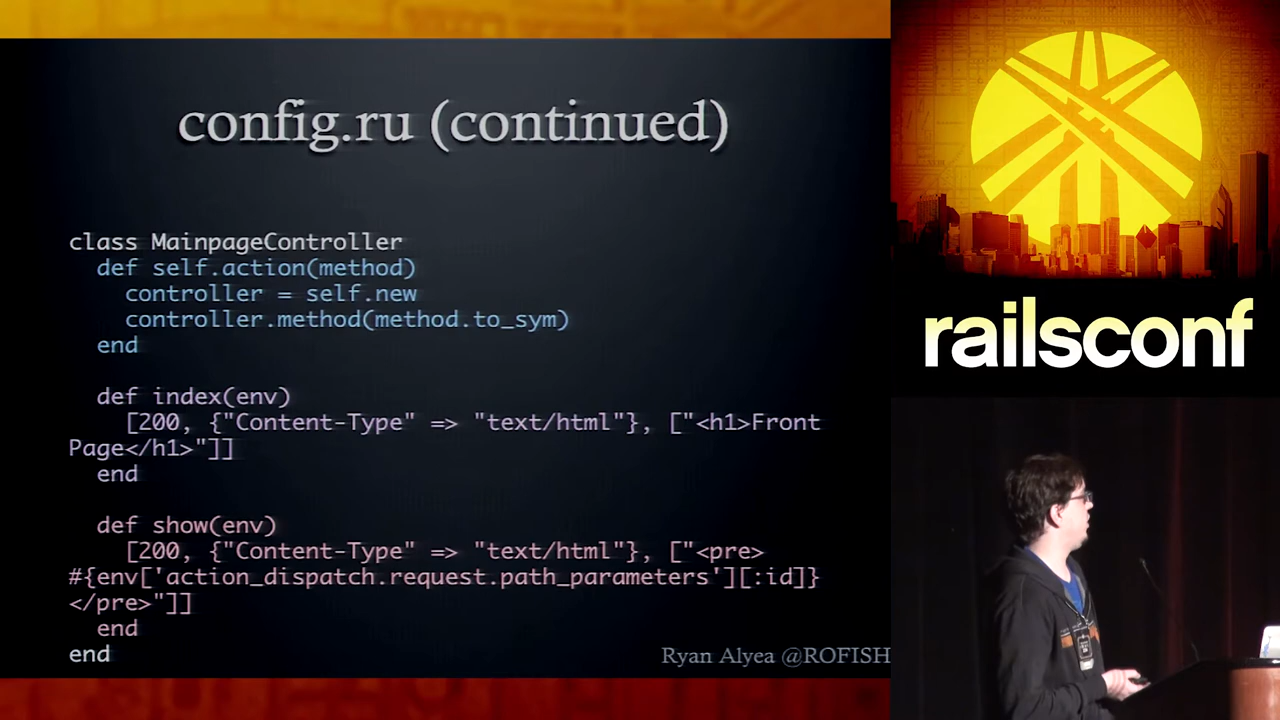 config.ru (continued)
class MainpageController
  def self.action(method)
    controller = self.new
    controller.method(method.to_sym)
  end

  def index(env)
    [200, {"Content-Type" => "text/html"}, ["<h1>Front
Page</h1>"]]
  end

  def show(env)
    [200, {"Content-Type" => "text/html"}, ["<pre>
#{env['action_dispatch.request.path_parameters'][:id]}
</pre>"]]
  end
end
Ryan Alyea @ROFISH
railsconf